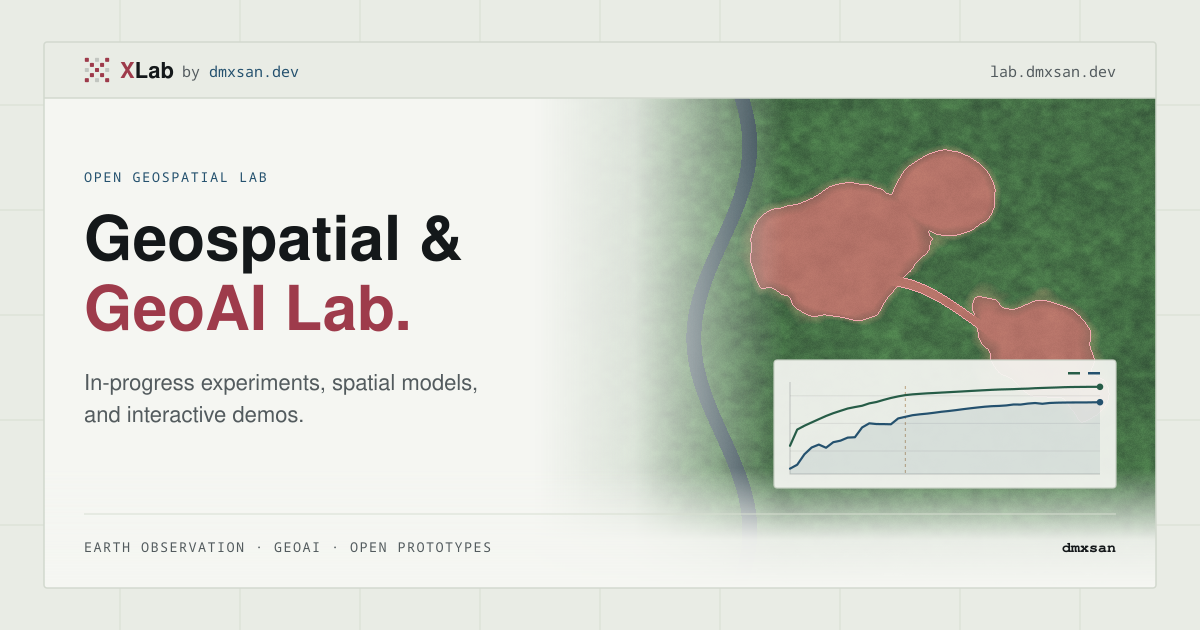 XLab by dmxsan.dev
lab.dmxsan.dev
OPEN GEOSPATIAL LAB
Geospatial &
GeoAI Lab.
In-progress experiments, spatial models,
and interactive demos.
EARTH OBSERVATION · GEOAI · OPEN PROTOTYPES
dmxsan